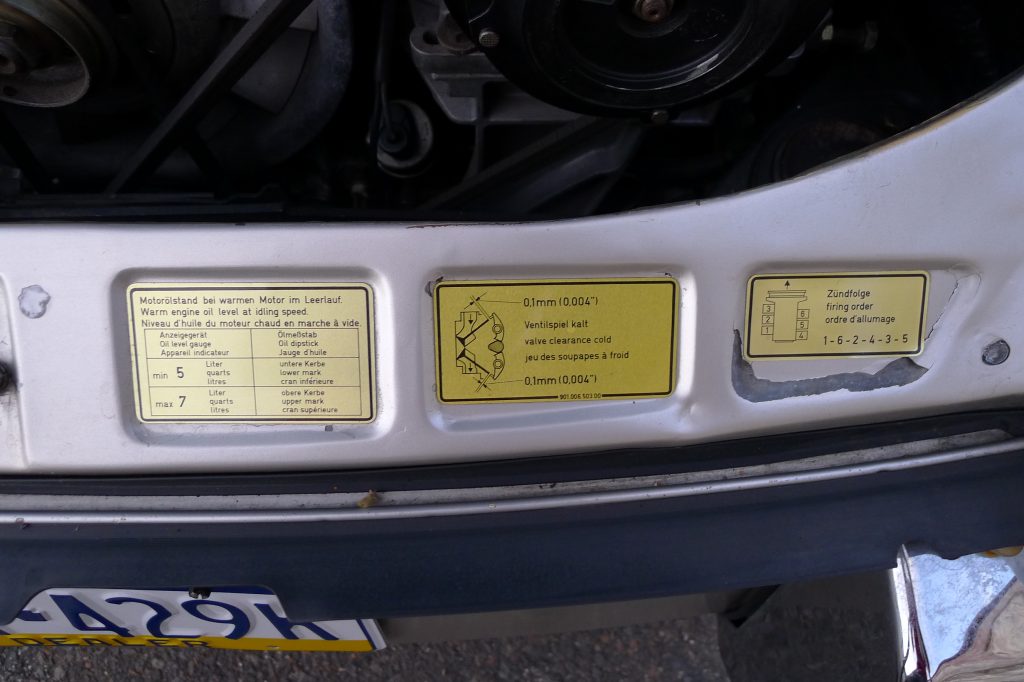 Motorölstand bei warmen Motor im Leerlauf.
Warm engine oil level at idling speed.
Niveau d'huile du moteur chaud en marche à vide.
Anzeigegerät Ölmeßstab
Oil level gauge Oil dipstick
Appareil indicateur Jauge d'huile
min 5 Liter quarts litres
untere Kerbe
lower mark
cran inférieure
max 7 Liter quarts litres
obere Kerbe
upper mark
cran supérieure
0,1mm (0,004")
Ventilspiel kalt
valve clearance cold
jeu des soupapes à froid
0,1mm (0,004")
901.006.503.00
3 6
2 5
1 4
Zündfolge
firing order
ordre d'allumage
1-6-2-4-3-5
DEALER